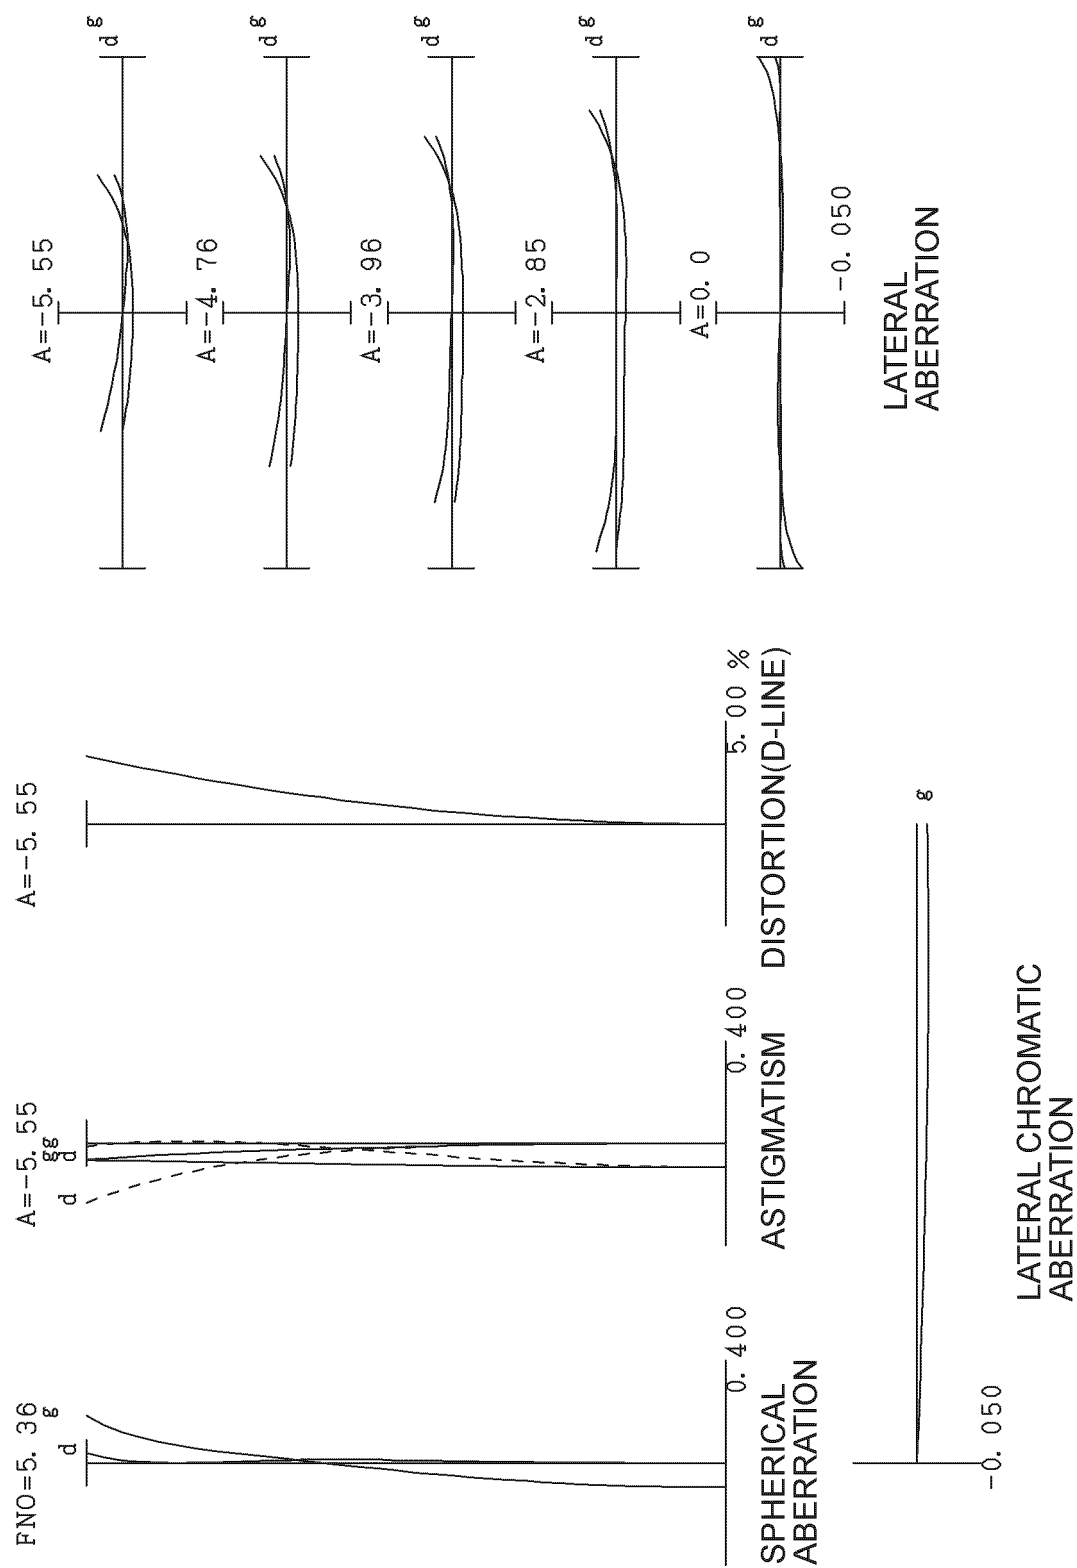 FNO=5. 36
d
g
0. 400
SPHERICAL
ABERRATION
A=-5. 55
d
d
g
g
0. 400
ASTIGMATISM
A=-5. 55
5. 00 %
DISTORTION(D-LINE)
-0. 050
g
LATERAL CHROMATIC
ABERRATION
A=-5. 55
d
g
A=-4. 76
d
g
A=-3. 96
d
g
A=-2. 85
d
g
A=0. 0
d
g
-0. 050
LATERAL
ABERRATION